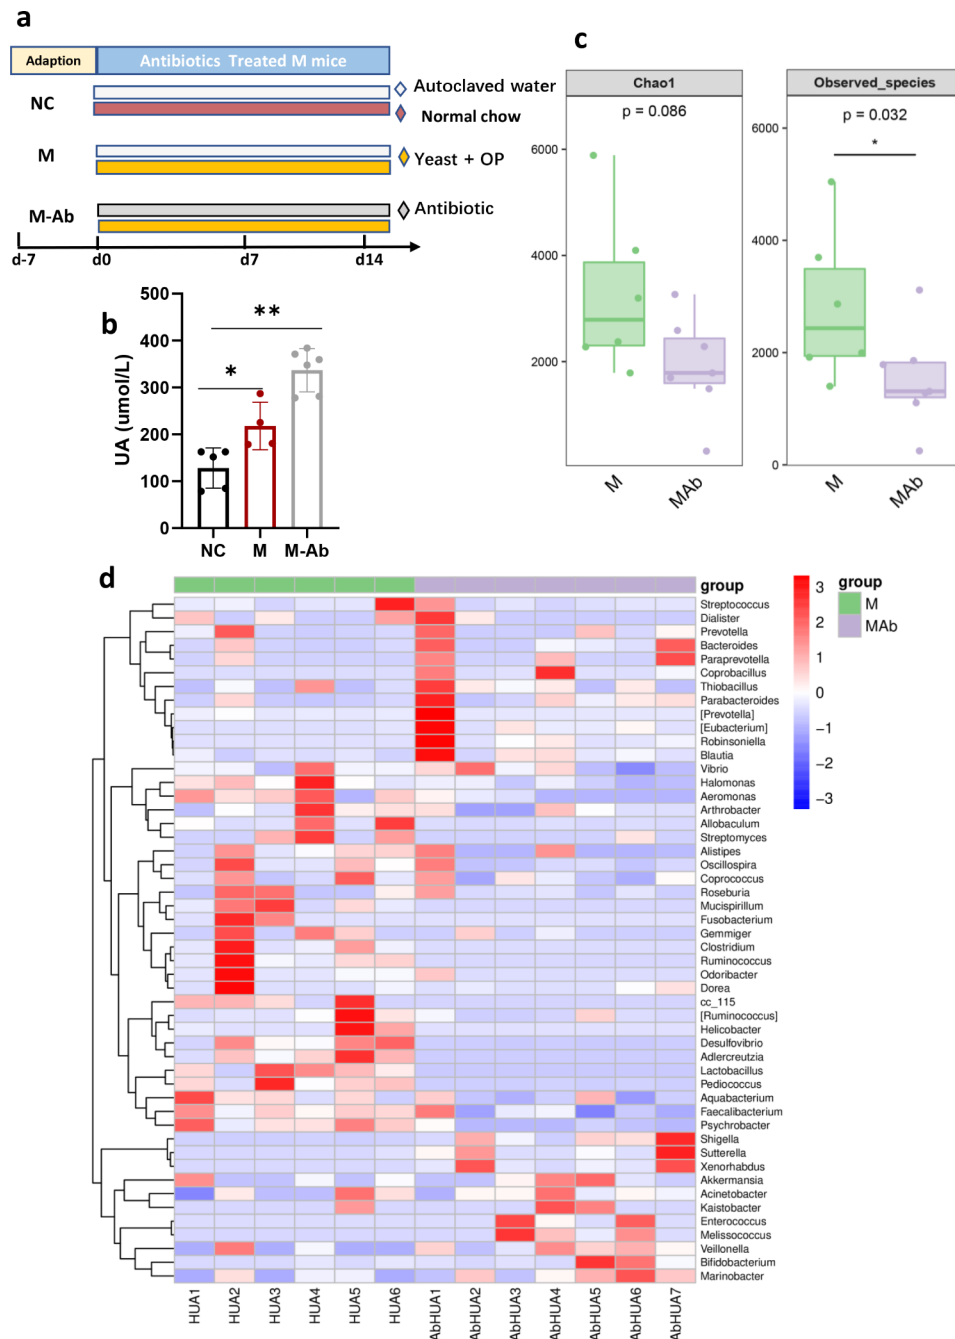 a
Adaption
Antibiotics Treated M mice
NC
Autoclaved water
Normal chow
M
Yeast + OP
M-Ab
Antibiotic
d-7
d0
d7
d14
b
UA (umol/L)
500
400
300
200
100
0
*
**
NC
M
M-Ab
c
Chao1
p = 0.086
6000
4000
2000
M
MAb
Observed_species
p = 0.032
*
6000
4000
2000
0
M
MAb
d
group
Streptococcus
Dialister
Prevotella
Bacteroides
Paraprevotella
Coprobacillus
Thiobacillus
Parabacteroides
[Prevotella]
[Eubacterium]
Robinsoniella
Blautia
Vibrio
Halomonas
Aeromonas
Arthrobacter
Allobaculum
Streptomyces
Alistipes
Oscillospira
Coprococcus
Roseburia
Mucispirillum
Fusobacterium
Gemmiger
Clostridium
Ruminococcus
Odoribacter
Dorea
cc_115
[Ruminococcus]
Helicobacter
Desulfovibrio
Adlercreutzia
Lactobacillus
Pediococcus
Aquabacterium
Faecalibacterium
Psychrobacter
Shigella
Sutterella
Xenorhabdus
Akkermansia
Acinetobacter
Kaistobacter
Enterococcus
Melissococcus
Veillonella
Bifidobacterium
Marinobacter
HUA1
HUA2
HUA3
HUA4
HUA5
HUA6
AbHUA1
AbHUA2
AbHUA3
AbHUA4
AbHUA5
AbHUA6
AbHUA7
3
2
1
0
−1
−2
−3
group
M
MAb